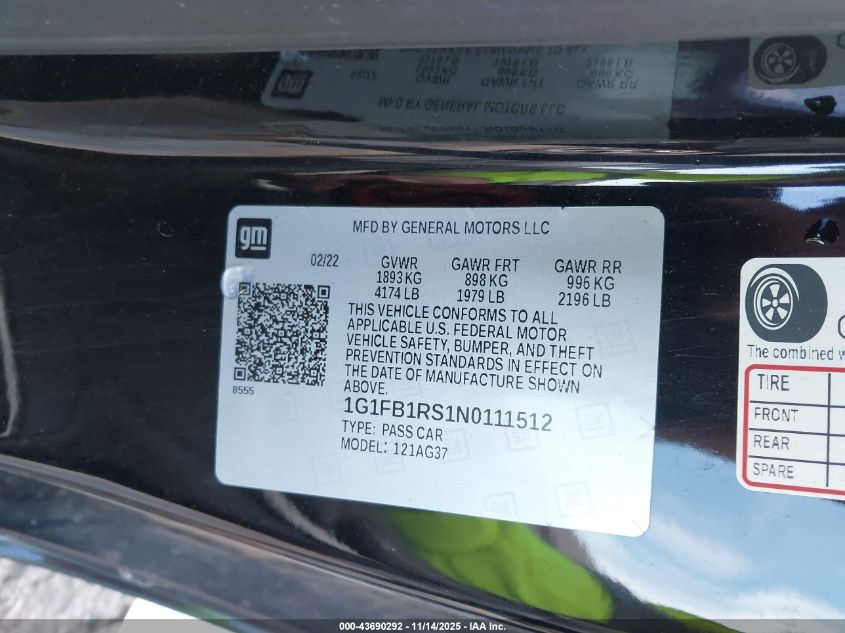 gm
MFD BY GENERAL MOTORS LLC
02/22 GVWR GAWR FRT GAWR RR
1893 KG 898 KG 996 KG
4174 LB 1979 LB 2196 LB
THIS VEHICLE CONFORMS TO ALL
APPLICABLE U.S. FEDERAL MOTOR
VEHICLE SAFETY, BUMPER, AND THEFT
PREVENTION STANDARDS IN EFFECT ON
THE DATE OF MANUFACTURE SHOWN
ABOVE.
8555
1G1FB1RS1N0111512
TYPE: PASS CAR
MODEL: 121AG37
The combined
TIRE
FRONT
REAR
SPARE
000-43690292 - 11/14/2025 - IAA Inc.